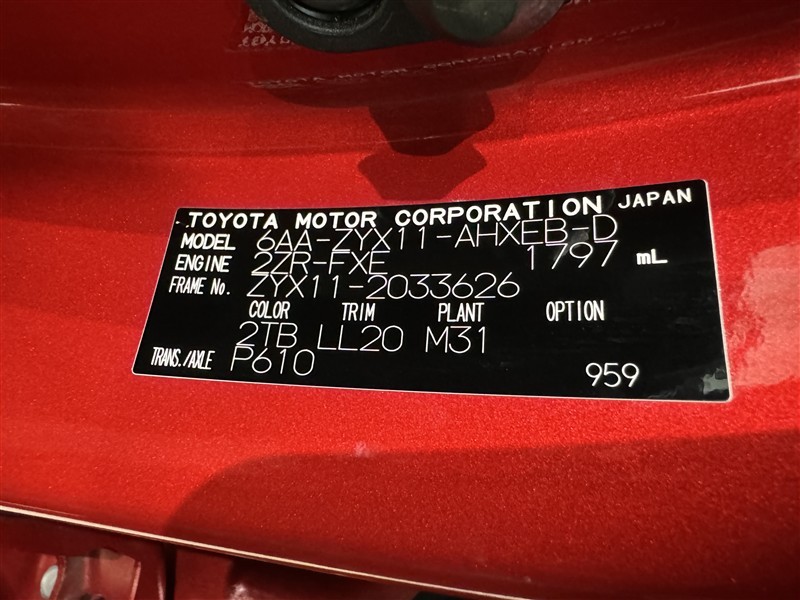 TOYOTA MOTOR CORPORATION JAPAN
MODEL 6AA-ZYX11-AHXEB-D
ENGINE 2ZR-FXE 1797 mL
FRAME No. ZYX11-2033626
COLOR TRIM PLANT OPTION
2TB LL20 M31
TRANS./AXLE P610
959